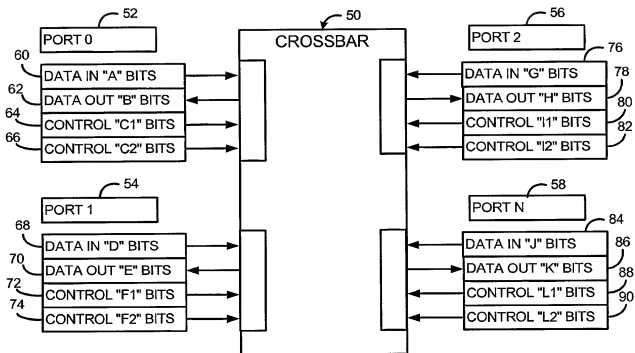 50
CROSSBAR
52
PORT 0
60 DATA IN "A" BITS
62 DATA OUT "B" BITS
64 CONTROL "C1" BITS
66 CONTROL "C2" BITS
54
PORT 1
68 DATA IN "D" BITS
70 DATA OUT "E" BITS
72 CONTROL "F1" BITS
74 CONTROL "F2" BITS
56
PORT 2
76
DATA IN "G" BITS 78
DATA OUT "H" BITS 80
CONTROL "I1" BITS
CONTROL "I2" BITS 82
58
PORT N
84
DATA IN "J" BITS 86
DATA OUT "K" BITS 88
CONTROL "L1" BITS 90
CONTROL "L2" BITS